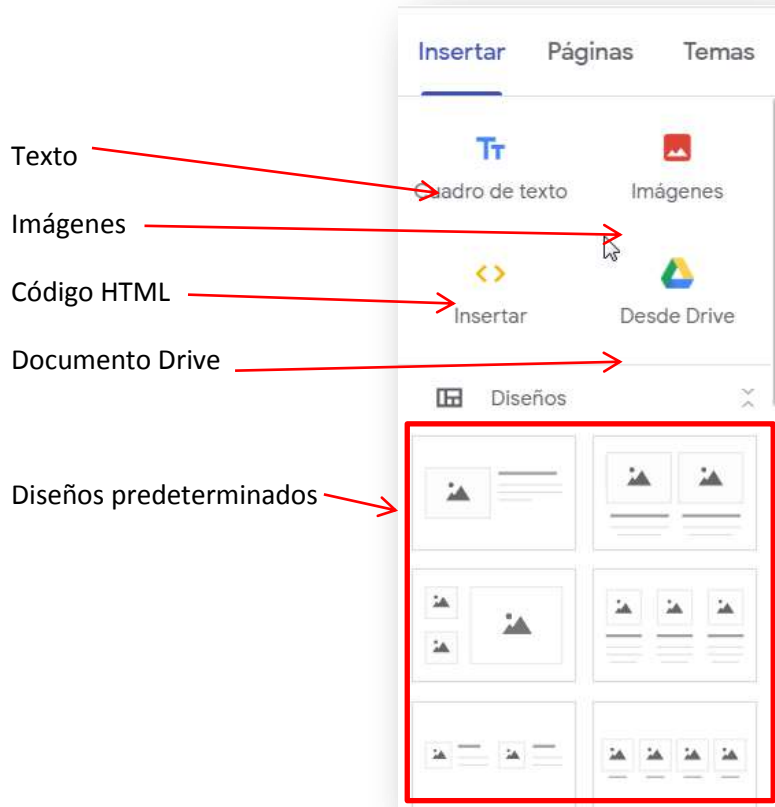 Insertar Páginas Temas
Texto
Cuadro de texto Imágenes
Imágenes
Código HTML
Insertar Desde Drive
Documento Drive
Diseños
Diseños predeterminados